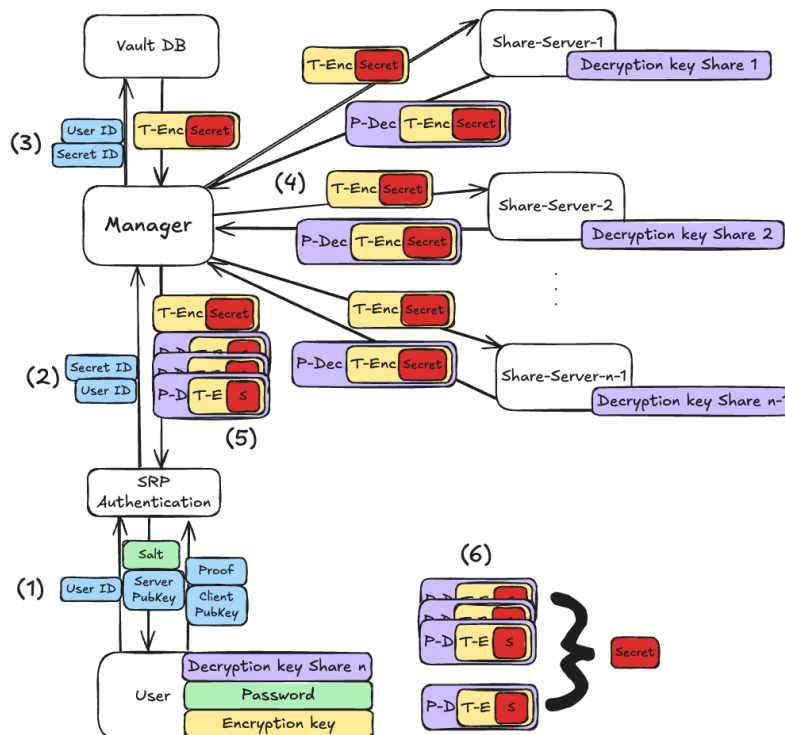 Vault DB
Share-Server-1
Decryption key Share 1
T-Enc Secret
P-Dec T-Enc Secret
(3)
User ID
Secret ID
T-Enc Secret
(4)
T-Enc Secret
Share-Server-2
Decryption key Share 2
Manager
P-Dec T-Enc Secret
T-Enc Secret
T-Enc Secret
P-Dec T-Enc Secret
Share-Server-n-1
Decryption key Share n-1
(2)
Secret ID
User ID
P-D T-E S
(5)
SRP
Authentication
(1)
User ID
Salt
Server
PubKey
Proof
Client
PubKey
(6)
P-D T-E S
P-D T-E S
Secret
User
Decryption key Share n
Password
Encryption key